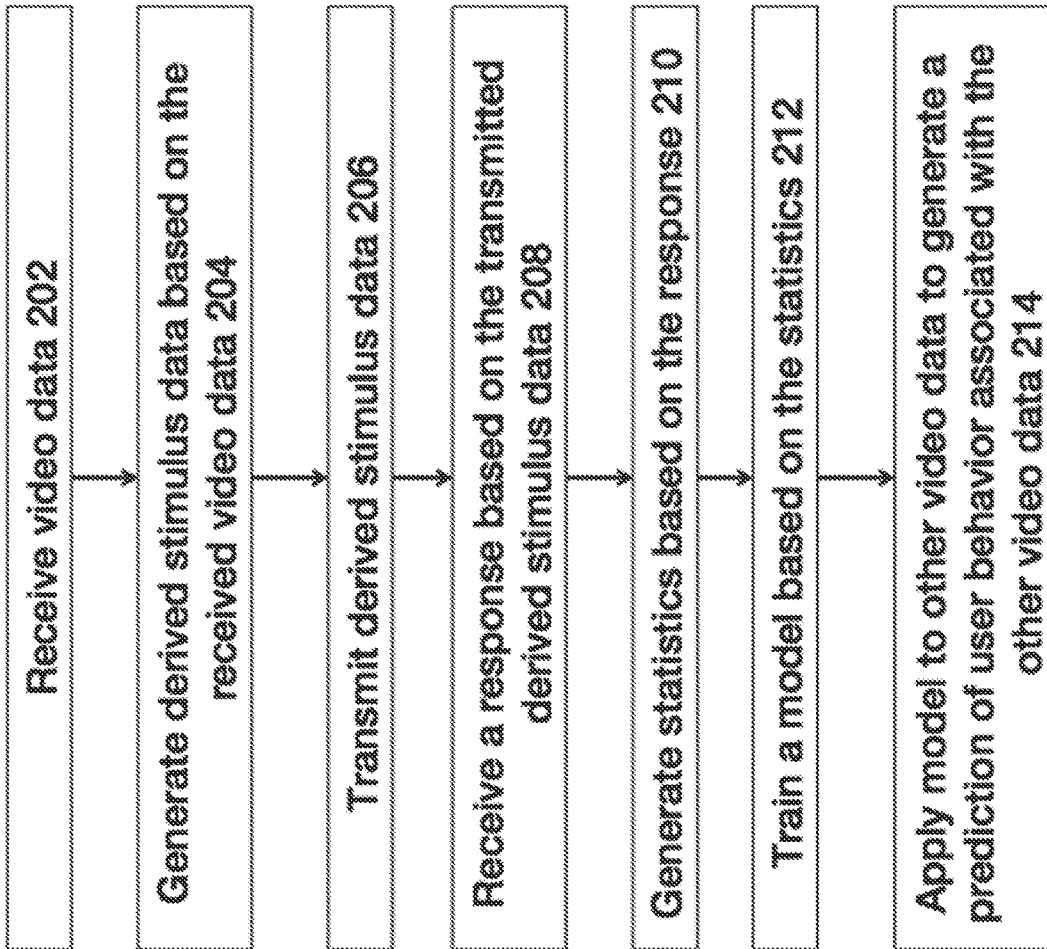 Receive video data 202
Generate derived stimulus data based on the
received video data 204
Transmit derived stimulus data 206
Receive a response based on the transmitted
derived stimulus data 208
Generate statistics based on the response 210
Train a model based on the statistics 212
Apply model to other video data to generate a
prediction of user behavior associated with the
other video data 214